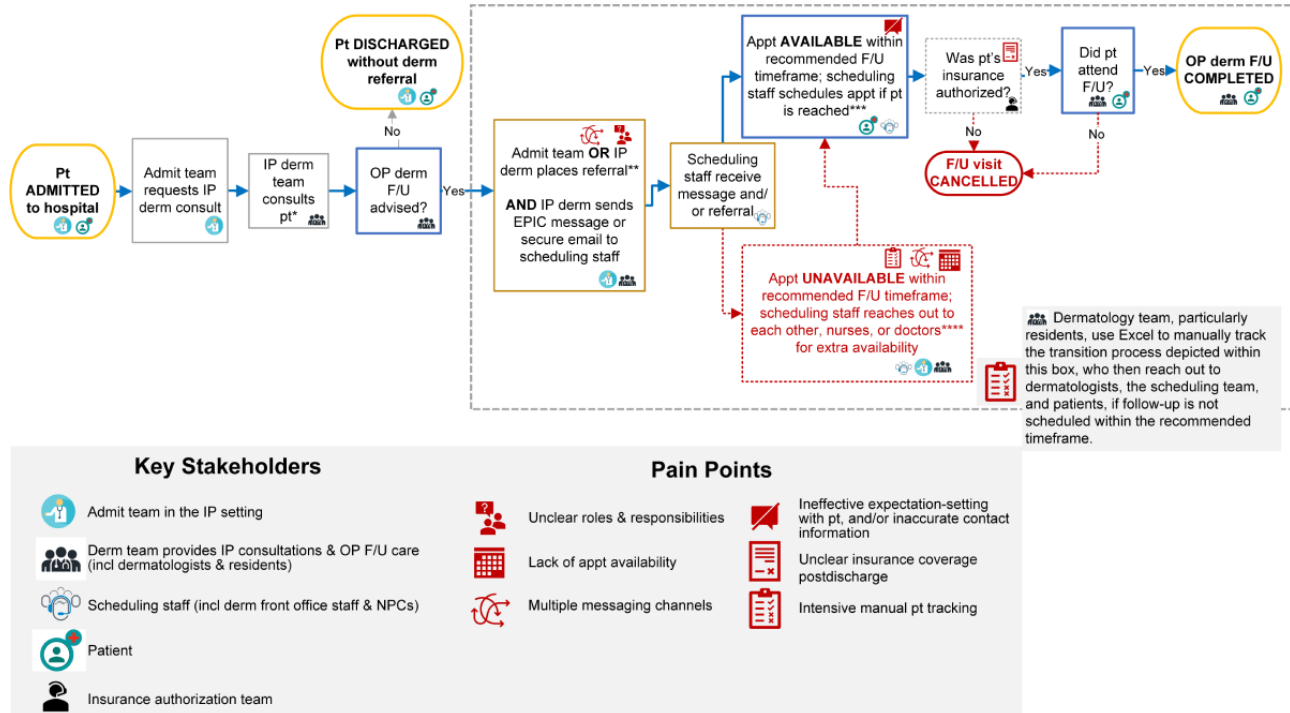 Pt DISCHARGED
without derm
referral
No
Pt
ADMITTED
to hospital
Admit team
requests IP
derm consult
IP derm
team
consults
pt*
OP derm
F/U
advised?
Yes
Admit team OR IP
derm places referral**
AND IP derm sends
EPIC message or
secure email to
scheduling staff
Scheduling
staff receive
message and/
or referral
Appt AVAILABLE within
recommended F/U
timeframe; scheduling
staff schedules appt if pt
is reached***
Was pt's
insurance
authorized?
Yes
Did pt
attend
F/U?
Yes
OP derm F/U
COMPLETED
No
No
F/U visit
CANCELLED
Appt UNAVAILABLE within
recommended F/U timeframe;
scheduling staff reaches out to
each other, nurses, or doctors****
for extra availability
Dermatology team, particularly
residents, use Excel to manually track
the transition process depicted within
this box, who then reach out to
dermatologists, the scheduling team,
and patients, if follow-up is not
scheduled within the recommended
timeframe.
Key Stakeholders
Admit team in the IP setting
Derm team provides IP consultations & OP F/U care
(incl dermatologists & residents)
Scheduling staff (incl derm front office staff & NPCs)
Patient
Insurance authorization team
Pain Points
Unclear roles & responsibilities
Lack of appt availability
Multiple messaging channels
Ineffective expectation-setting
with pt, and/or inaccurate contact
information
Unclear insurance coverage
postdischarge
Intensive manual pt tracking